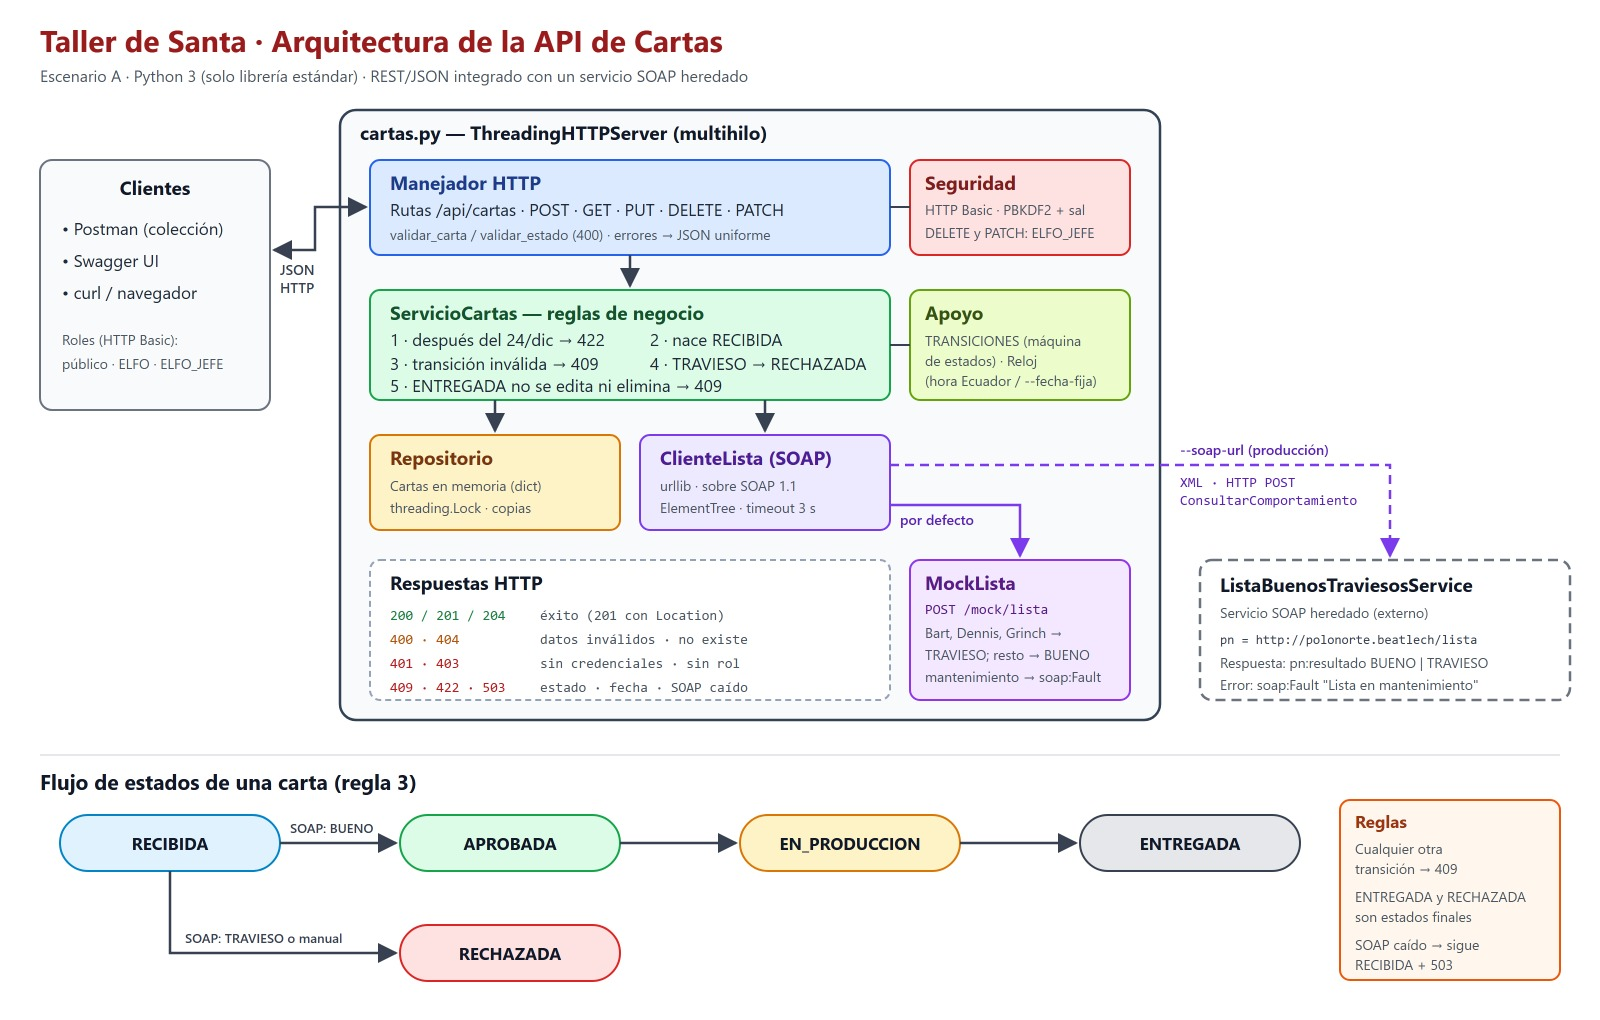 Taller de Santa · Arquitectura de la API de Cartas
Escenario A · Python 3 (solo librería estándar) · REST/JSON integrado con un servicio SOAP heredado
Clientes
• Postman (colección)
• Swagger UI
• curl / navegador
Roles (HTTP Basic):
público · ELFO · ELFO_JEFE
JSON
HTTP
cartas.py — ThreadingHTTPServer (multihilo)
Manejador HTTP
Rutas /api/cartas · POST · GET · PUT · DELETE · PATCH
validar_carta / validar_estado (400) · errores → JSON uniforme
Seguridad
HTTP Basic · PBKDF2 + sal
DELETE y PATCH: ELFO_JEFE
ServicioCartas — reglas de negocio
1 · después del 24/dic → 422
2 · nace RECIBIDA
3 · transición inválida → 409
4 · TRAVIESO → RECHAZADA
5 · ENTREGADA no se edita ni elimina → 409
Apoyo
TRANSICIONES (máquina
de estados) · Reloj
(hora Ecuador / --fecha-fija)
Repositorio
Cartas en memoria (dict)
threading.Lock · copias
ClienteLista (SOAP)
urllib · sobre SOAP 1.1
ElementTree · timeout 3 s
por defecto
--soap-url (producción)
XML · HTTP POST
ConsultarComportamiento
Respuestas HTTP
200 / 201 / 204 éxito (201 con Location)
400 · 404 datos inválidos · no existe
401 · 403 sin credenciales · sin rol
409 · 422 · 503 estado · fecha · SOAP caído
MockLista
POST /mock/lista
Bart, Dennis, Grinch →
TRAVIESO; resto → BUENO
mantenimiento → soap:Fault
ListaBuenosTraviesosService
Servicio SOAP heredado (externo)
pn = http://polonorte.beatlech/lista
Respuesta: pn:resultado BUENO | TRAVIESO
Error: soap:Fault "Lista en mantenimiento"
Flujo de estados de una carta (regla 3)
RECIBIDA
SOAP: BUENO
APROBADA
EN_PRODUCCION
ENTREGADA
SOAP: TRAVIESO o manual
RECHAZADA
Reglas
Cualquier otra
transición → 409
ENTREGADA y RECHAZADA
son estados finales
SOAP caído → sigue
RECIBIDA + 503